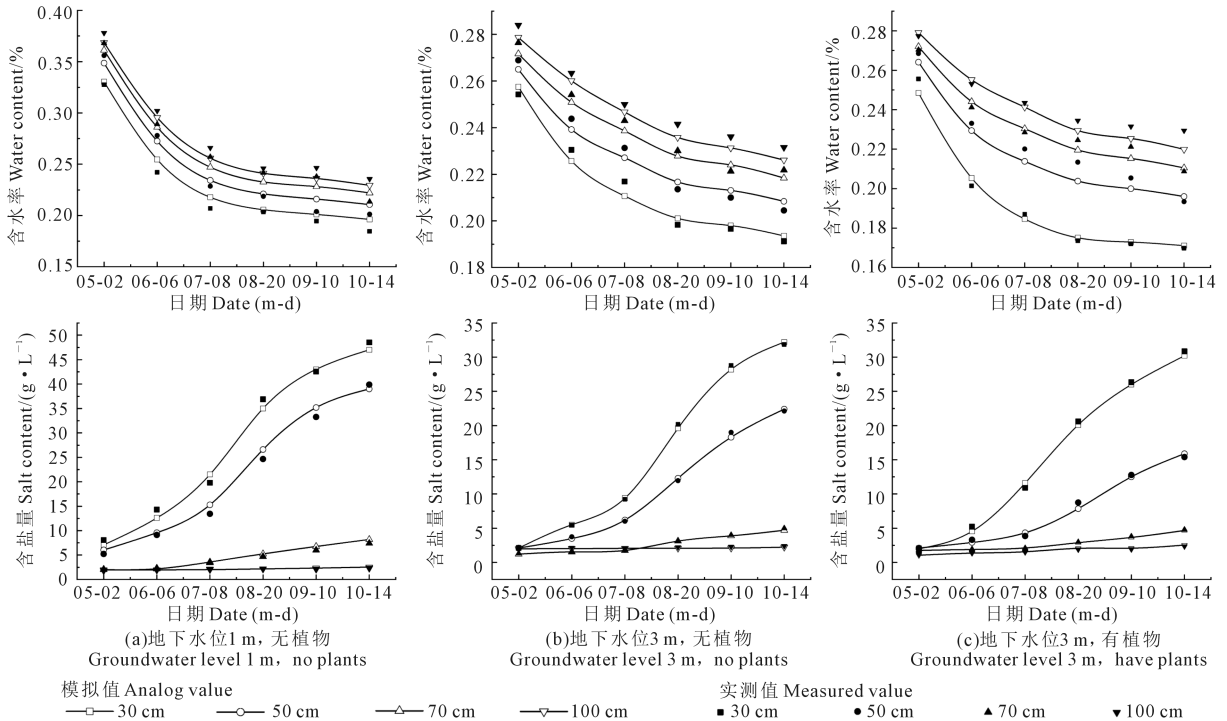 0.40
0.35
0.30
0.25
0.20
0.15
含水率 Water content/%
05-02 06-06 07-08 08-20 09-10 10-14
日期 Date (m-d)
0.28
0.26
0.24
0.22
0.20
0.18
含水率 Water content/%
05-02 06-06 07-08 08-20 09-10 10-14
日期 Date (m-d)
0.28
0.26
0.24
0.22
0.20
0.18
0.16
含水率 Water content/%
05-02 06-06 07-08 08-20 09-10 10-14
日期 Date (m-d)
50
45
40
35
30
25
20
15
10
5
0
含盐量 Salt content/(g·L⁻¹)
05-02 06-06 07-08 08-20 09-10 10-14
日期 Date (m-d)
(a)地下水位1 m, 无植物
Groundwater level 1 m, no plants
35
30
25
20
15
10
5
0
含盐量 Salt content/(g·L⁻¹)
05-02 06-06 07-08 08-20 09-10 10-14
日期 Date (m-d)
(b)地下水位3 m, 无植物
Groundwater level 3 m, no plants
35
30
25
20
15
10
5
0
含盐量 Salt content/(g·L⁻¹)
05-02 06-06 07-08 08-20 09-10 10-14
日期 Date (m-d)
(c)地下水位3 m, 有植物
Groundwater level 3 m, have plants
模拟值 Analog value
30 cm 50 cm 70 cm 100 cm
实测值 Measured value
30 cm 50 cm 70 cm 100 cm